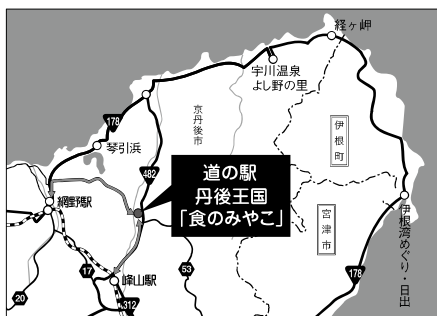 経ヶ岬
宇川温泉
よし野の里
京丹後市
伊根町
178
琴引浜
482
道の駅
丹後王国
「食のみやこ」
網野駅
宮津市
伊根湾めぐり・日出
17
峰山駅
53
178
20
312